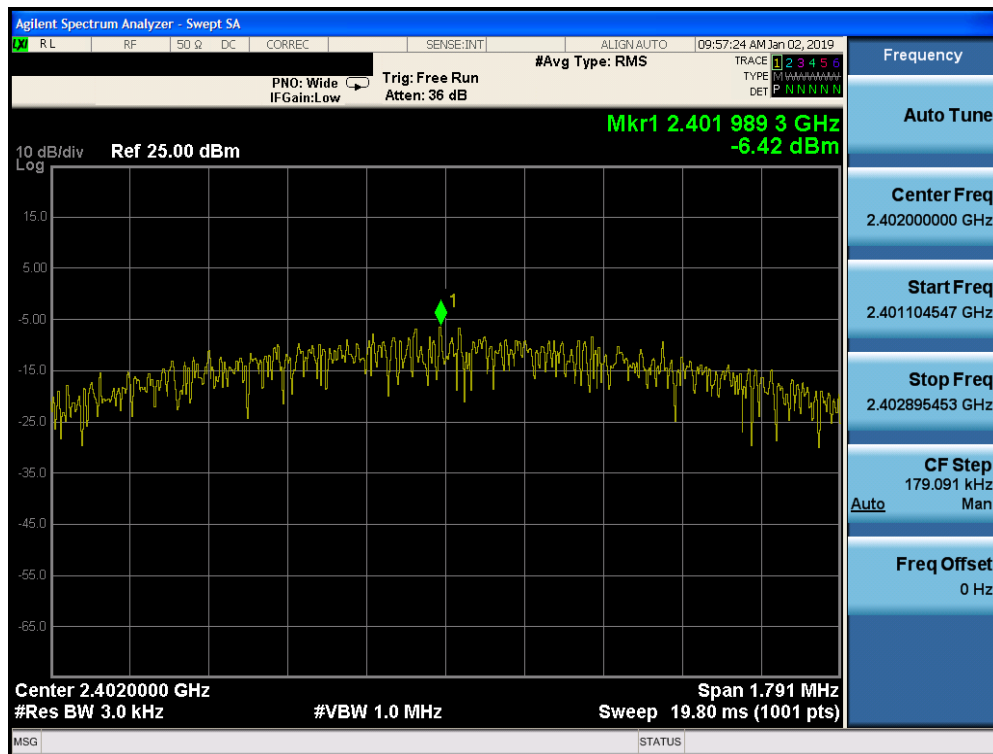 Agilent Spectrum Analyzer - Swept SA
LXI RL RF 50 Ω DC CORREC SENSE:INT ALIGN AUTO 09:57:24 AM Jan 02, 2019
PNO: Wide
IFGain:Low
Trig: Free Run
Atten: 36 dB
#Avg Type: RMS
TRACE 1 2 3 4 5 6
TYPE MWWWWW
DET P N N N N N
Mkr1 2.401 989 3 GHz
-6.42 dBm
10 dB/div Ref 25.00 dBm
Log
15.0
5.00
1
-5.00
-15.0
-25.0
-35.0
-45.0
-55.0
-65.0
Center 2.4020000 GHz Span 1.791 MHz
#Res BW 3.0 kHz #VBW 1.0 MHz Sweep 19.80 ms (1001 pts)
MSG STATUS
Frequency
Auto Tune
Center Freq
2.402000000 GHz
Start Freq
2.401104547 GHz
Stop Freq
2.402895453 GHz
CF Step
179.091 kHz
Auto Man
Freq Offset
0 Hz